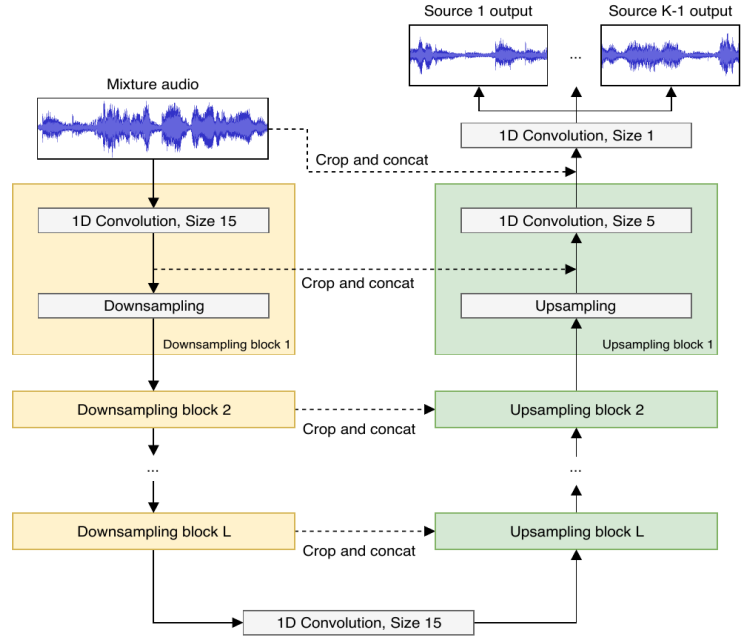 Source 1 output
Source K-1 output
...
Mixture audio
1D Convolution, Size 1
Crop and concat
1D Convolution, Size 15
1D Convolution, Size 5
Crop and concat
Downsampling
Upsampling
Downsampling block 1
Upsampling block 1
Downsampling block 2
Upsampling block 2
Crop and concat
...
...
Downsampling block L
Upsampling block L
Crop and concat
1D Convolution, Size 15